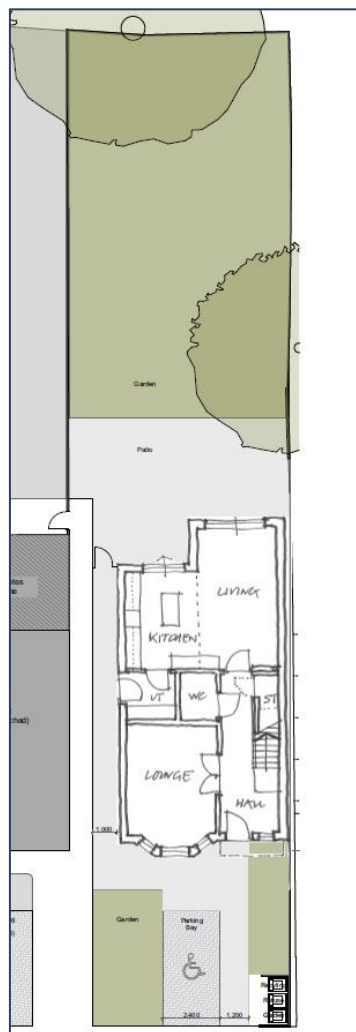 Garden
Patio
LIVING
KITCHEN
UT
WC
ST
LOUNGE
HALL
1,000
Garden
Parking
Bay
2,400
1,200